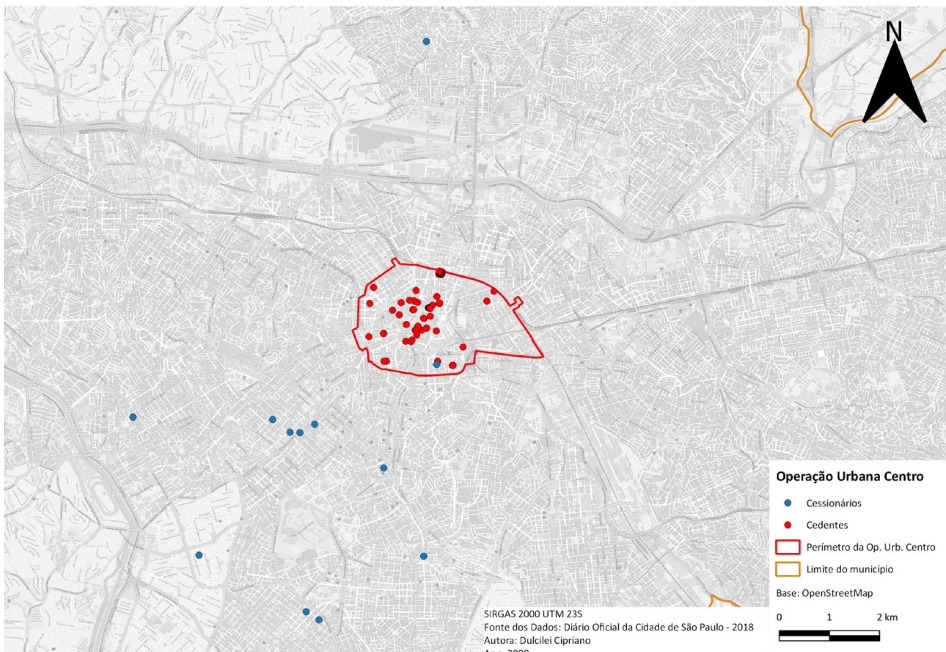 N
Operação Urbana Centro
Cessionários
Cedentes
Perímetro da Op. Urb. Centro
Limite do município
Base: OpenStreetMap
0 1 2 km
SIRGAS 2000 UTM 23S
Fonte dos Dados: Diário Oficial da Cidade de São Paulo - 2018
Autora: Dulcilei Cipriano